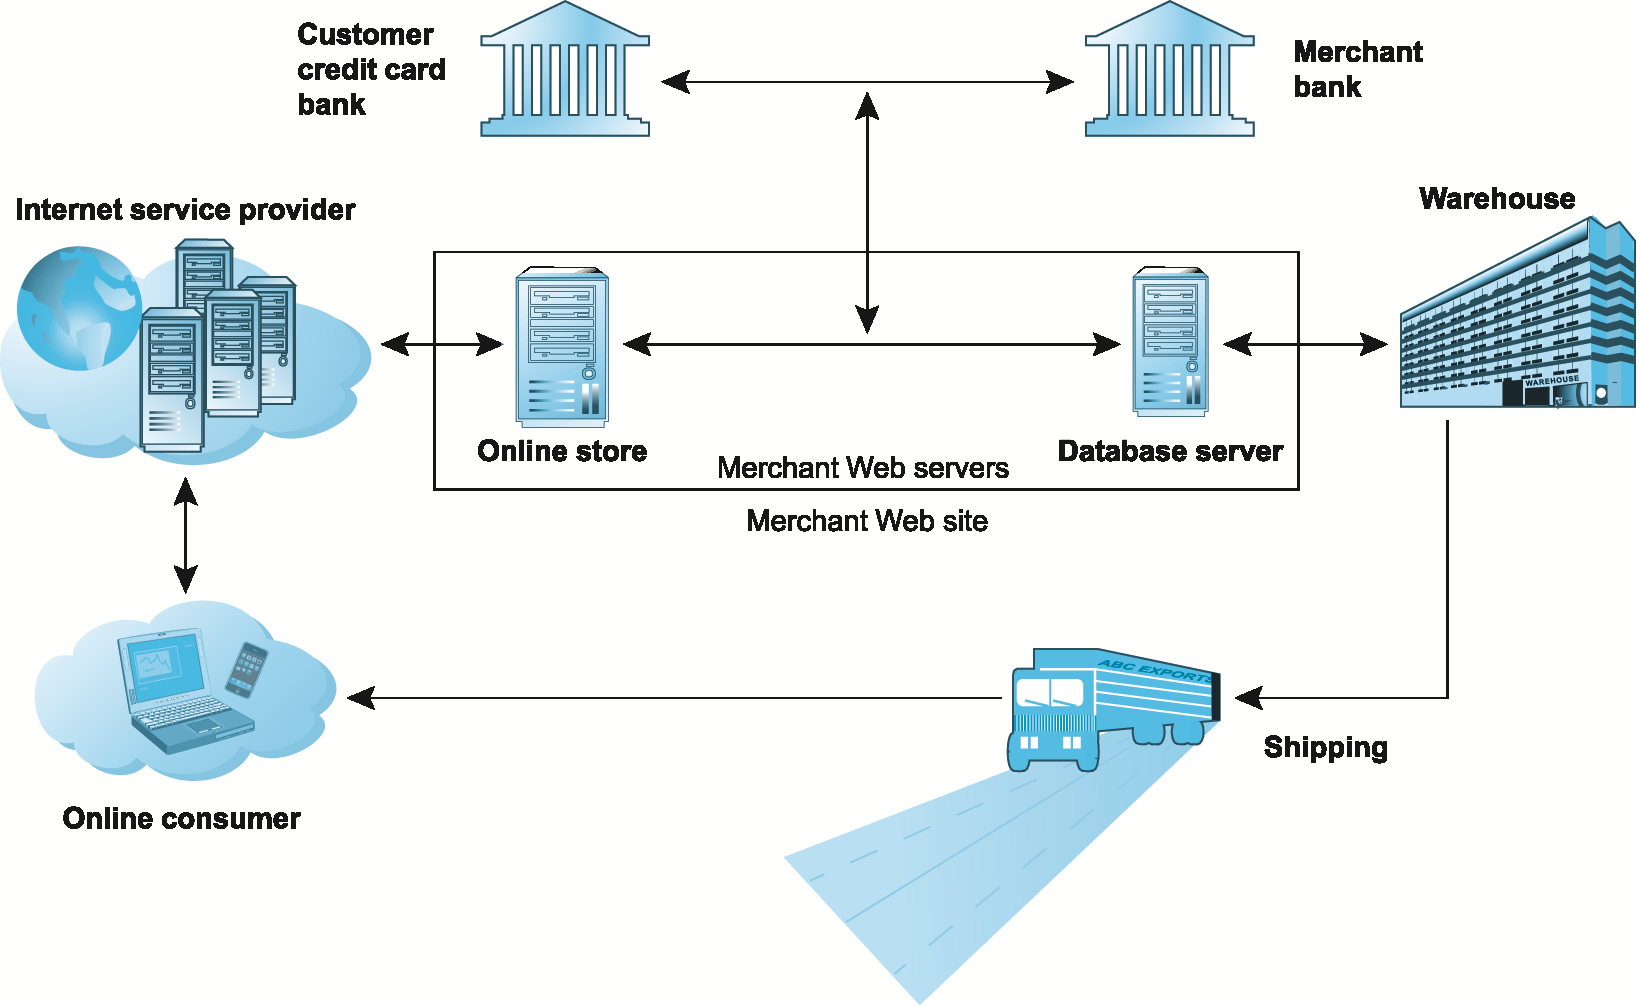 Customer
credit card
bank
Merchant
bank
Internet service provider
Warehouse
WAREHOUSE
Online store
Database server
Merchant Web servers
Merchant Web site
ABC EXPORTS
Shipping
Online consumer